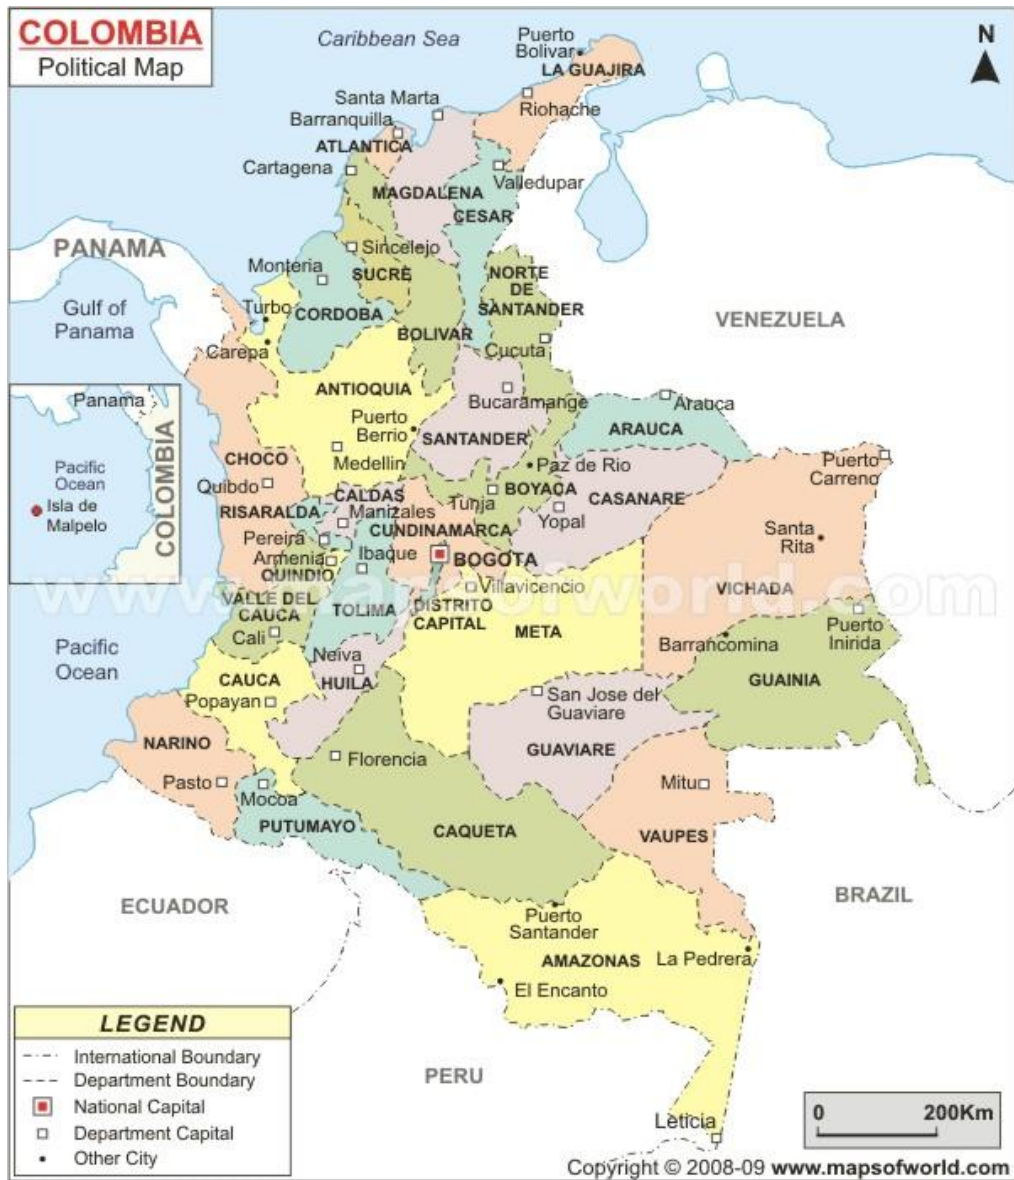 COLOMBIA
Political Map
Caribbean Sea
N
Puerto
Bolivar
LA GUAJIRA
Santa Marta
Riohache
Barranquilla
ATLANTICA
Cartagena
Valledupar
MAGDALENA
CESAR
PANAMA
Sincelejo
Monteria
SUCRE
NORTE
DE
SANTANDER
Gulf of
Panama
Turbo
CORDOBA
VENEZUELA
BOLIVAR
Carepa
Cucuta
ANTIOQUIA
Panama
Bucaramange
Arauca
Puerto
Berrio
SANTANDER
ARAUCA
COLOMBIA
Pacific
Ocean
CHOCO
Medellin
Paz de Rio
Puerto
Carreno
Quibdo
CALDAS
Tunja
BOYACA
CASANARE
Isla de
Malpelo
RISARALDA
Manizales
Yopal
CUNDINAMARCA
Santa
Rita
Pereira
Armenia
Ibaque
BOGOTA
QUINDIO
Villavicencio
www.mapsofworld.com
VICHADA
VALLE DEL
CAUCA
TOLIMA
DISTRITO
CAPITAL
META
Puerto
Inirida
Cali
Barrancomina
Pacific
Ocean
Neiva
HUILA
CAUCA
GUAINIA
Popayan
San Jose del
Guaviare
NARINO
GUAVIARE
Florencia
Pasto
Mocoa
Mitu
PUTUMAYO
CAQUETA
VAUPES
ECUADOR
BRAZIL
Puerto
Santander
AMAZONAS
La Pedrera
El Encanto
LEGEND
International Boundary
Department Boundary
National Capital
Department Capital
Other City
PERU
Leticia
0 200Km
Copyright © 2008-09 www.mapsofworld.com